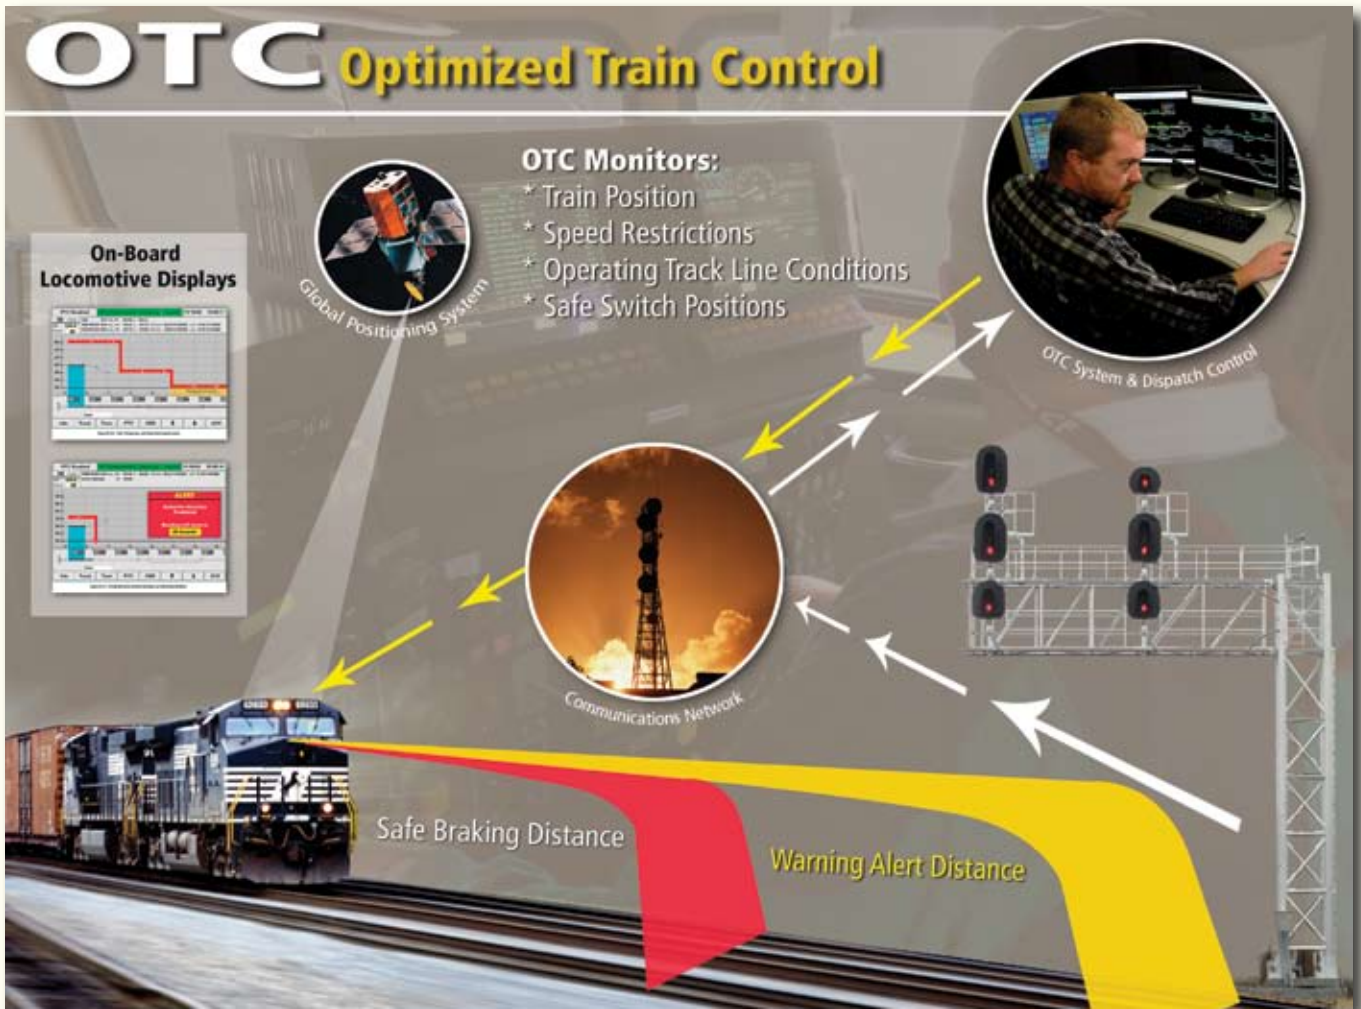 OTC Optimized Train Control
OTC Monitors:
* Train Position
* Speed Restrictions
* Operating Track Line Conditions
* Safe Switch Positions
On-Board
Locomotive Displays
Global Positioning System
OTC System & Dispatch Control
ALERT
Communications Network
Safe Braking Distance
Warning Alert Distance